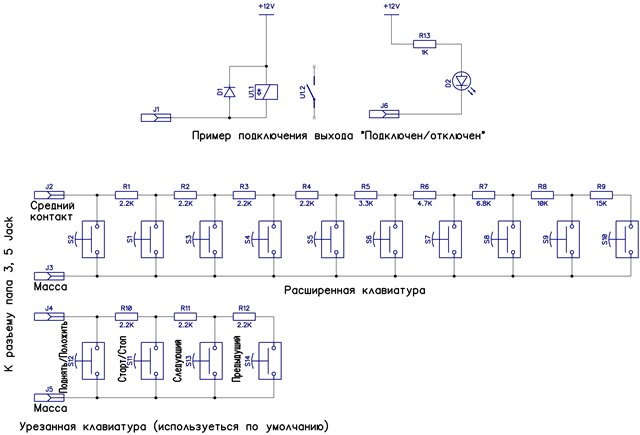 +12V
+12V
R13
1K
D1
U1.1
U1.2
D2
J1
J6
Пример подключения выхода "Подключен/отключен"
J2 R1 R2 R3 R4 R5 R6 R7 R8 R9
2.2K 2.2K 2.2K 2.2K 3.3K 4.7K 6.8K 10K 15K
Средний
контакт
S2 S1 S3 S4 S5 S6 S7 S8 S9 S10
J3
Масса
Расширенная клавиатура
К разьему папа 3, 5 Jack
J4 R10 R11 R12
2.2K 2.2K 2.2K
Поднять/Положить
S12
Старт/Стоп
S11
Следующий
S13
Предыдущий
S14
J5
Масса
Урезанная клавиатура (используеться по умолчанию)